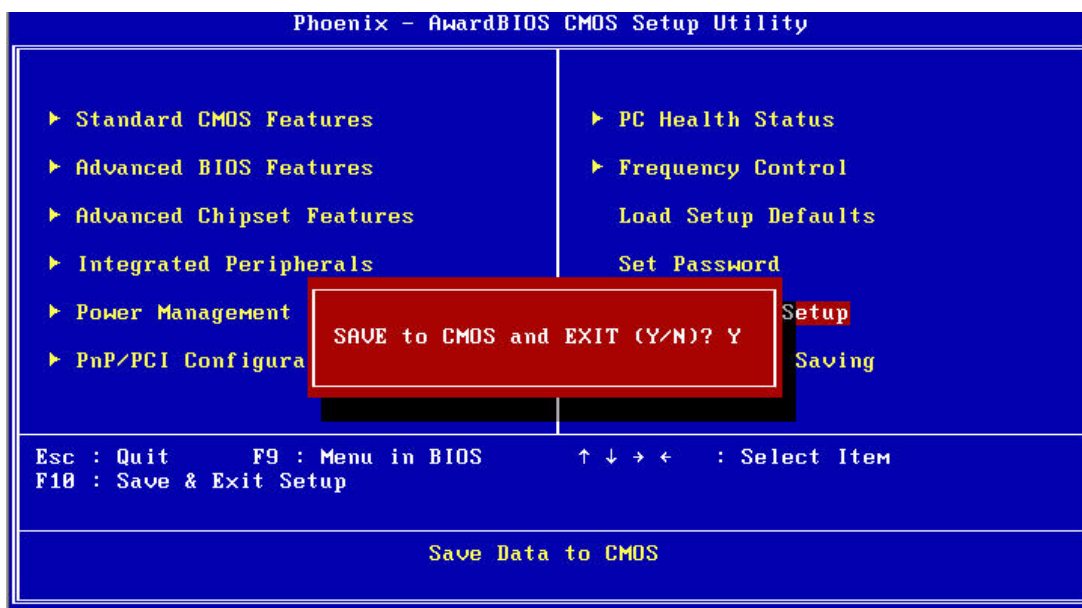 Phoenix - AwardBIOS CMOS Setup Utility
Standard CMOS Features
Advanced BIOS Features
Advanced Chipset Features
Integrated Peripherals
Power Management
PnP/PCI Configura
PC Health Status
Frequency Control
Load Setup Defaults
Set Password
Setup
Saving
SAVE to CMOS and EXIT (Y/N)? Y
Esc : Quit F9 : Menu in BIOS ↑ ↓ → ← : Select Item
F10 : Save & Exit Setup
Save Data to CMOS